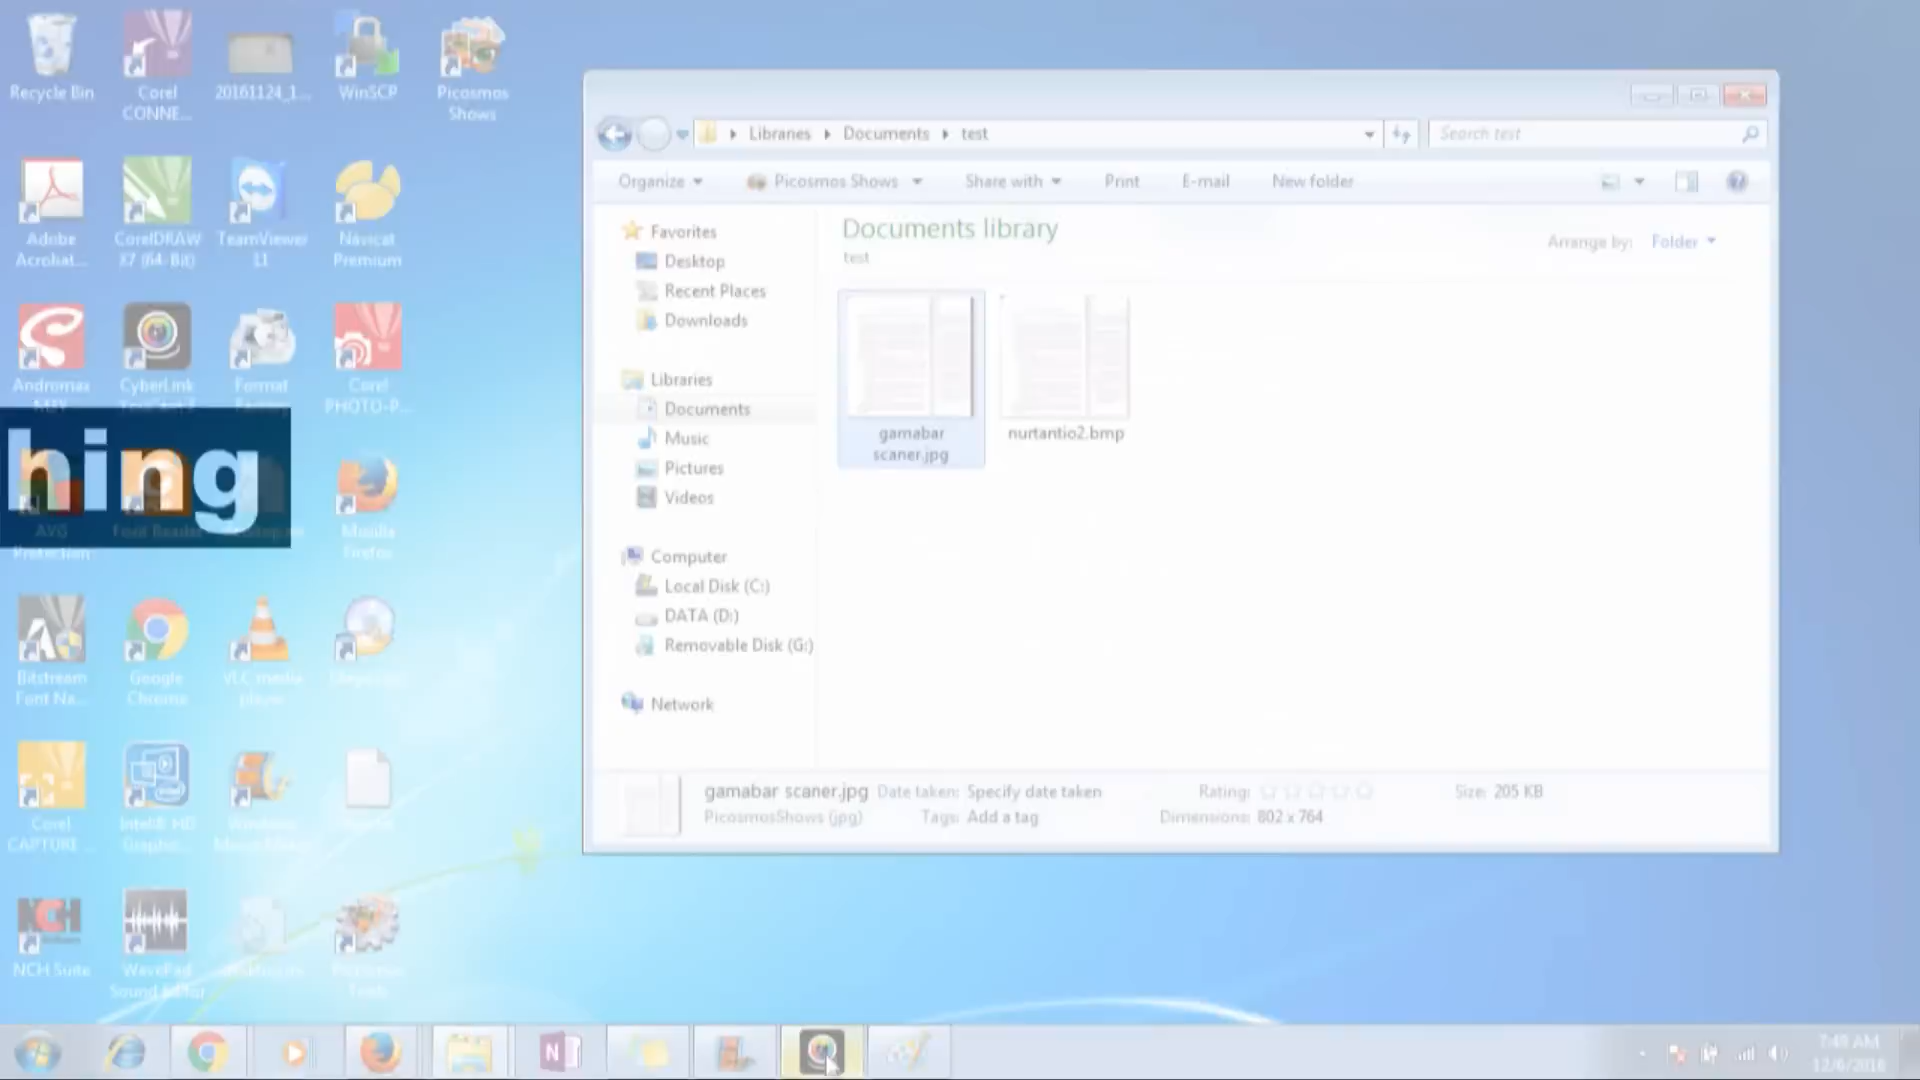 Recycle Bin
Corel
CONNE...
20161124_1...
WinSCP
Picosmos
Shows
Adobe
Acrobat...
CorelDRAW
X7 (64-Bit)
TeamViewer
11
Navicat
Premium
Andromax
CyberLink
Format
Corel
PHOTO-P...
hing
AVG
Protection
Font Reader
Mozilla
Firefox
Bitstream
Font Na...
Google
Chrome
VLC media
player
Corel
CAPTURE ...
Intel® HD
Graphic...
Windows
NCH
NCH Suite
WavePad
Sound Editor
Picosmos
Tools
Libraries
Documents
test
Search test
Organize
Picosmos Shows
Share with
Print
E-mail
New folder
Favorites
Desktop
Recent Places
Downloads
Libraries
Documents
Music
Pictures
Videos
Computer
Local Disk (C:)
DATA (D:)
Removable Disk (G:)
Network
Documents library
test
Arrange by: Folder
gamabar
scaner.jpg
nurtantio2.bmp
gamabar scaner.jpg Date taken: Specify date taken Rating: Size: 205 KB
PicosmosShows (jpg) Tags: Add a tag Dimensions: 802 x 764
N
7:49 AM
12/6/2016